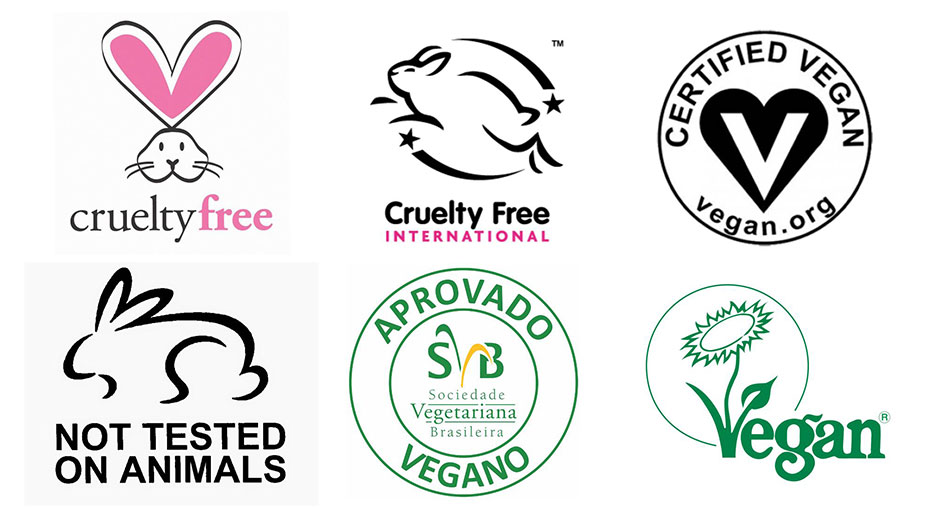 crueltyfree
TM
Cruelty Free
INTERNATIONAL
CERTIFIED VEGAN
V
vegan.org
NOT TESTED
ON ANIMALS
APROVADO
SVB
Sociedade
Vegetariana
Brasileira
VEGANO
Vegan®